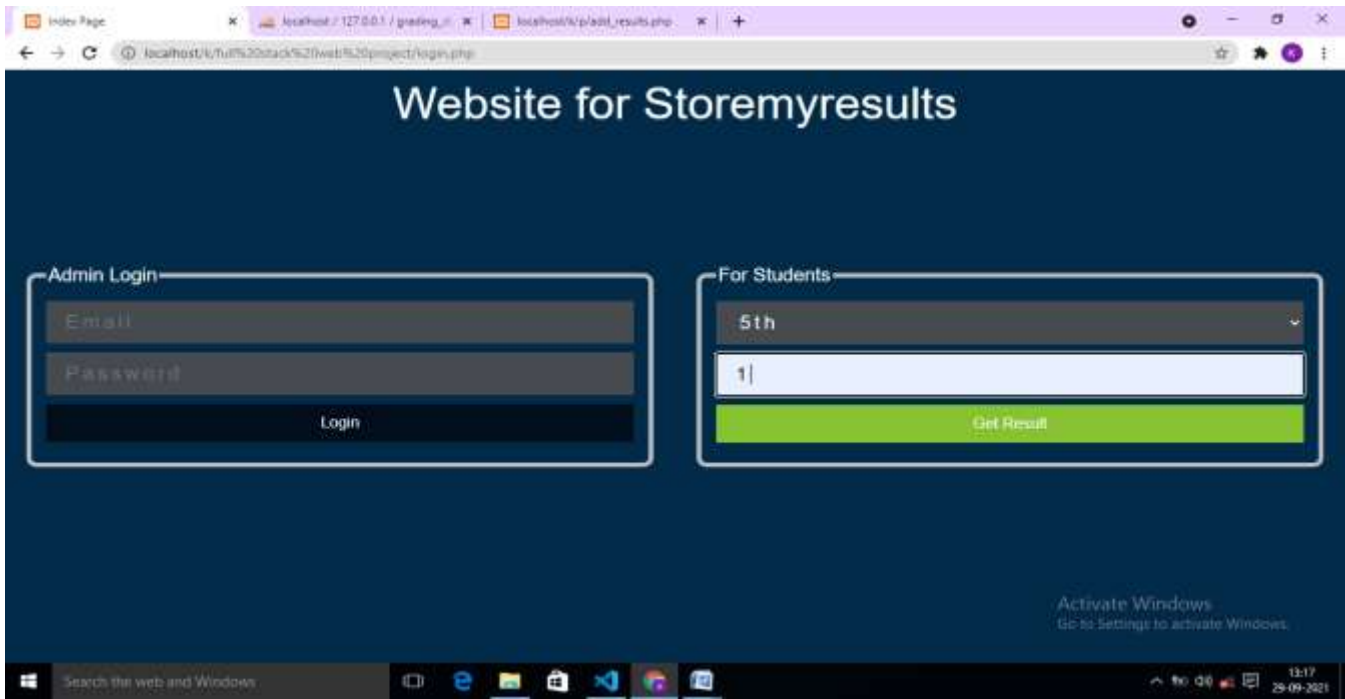 Index Page
localhost / 127.0.0.1 / grading_
localhost/k/p/add_results.php
localhost/k/full%20stack%20web%20project/login.php
K
Website for Storemyresults
Admin Login
Email
Password
Login
For Students
5th
1
Get Result
Activate Windows
Go to Settings to activate Windows.
Search the web and Windows
13:17
29-09-2021